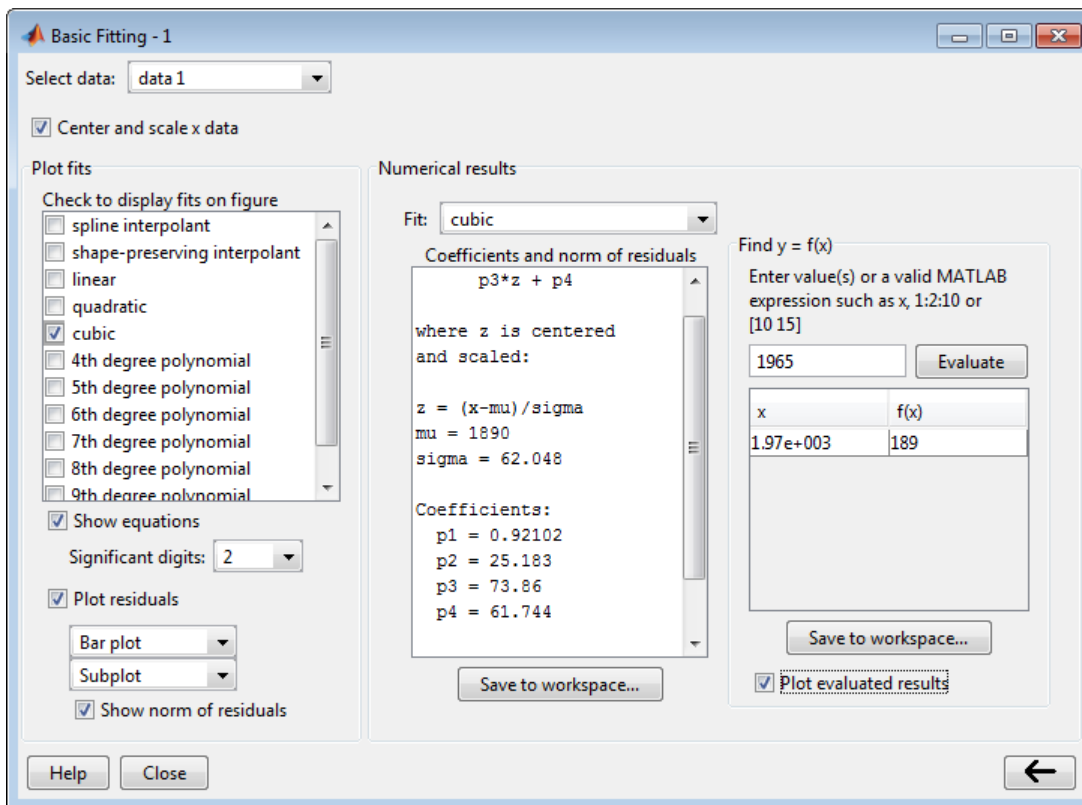 Basic Fitting - 1
Select data: data 1
Center and scale x data
Plot fits
Check to display fits on figure
spline interpolant
shape-preserving interpolant
linear
quadratic
cubic
4th degree polynomial
5th degree polynomial
6th degree polynomial
7th degree polynomial
8th degree polynomial
9th degree polynomial
Show equations
Significant digits: 2
Plot residuals
Bar plot
Subplot
Show norm of residuals
Numerical results
Fit: cubic
Coefficients and norm of residuals
p3*z + p4
where z is centered
and scaled:
z = (x-mu)/sigma
mu = 1890
sigma = 62.048
Coefficients:
p1 = 0.92102
p2 = 25.183
p3 = 73.86
p4 = 61.744
Save to workspace...
Find y = f(x)
Enter value(s) or a valid MATLAB
expression such as x, 1:2:10 or
[10 15]
1965 Evaluate
x f(x)
1.97e+003 189
Save to workspace...
Plot evaluated results
Help Close